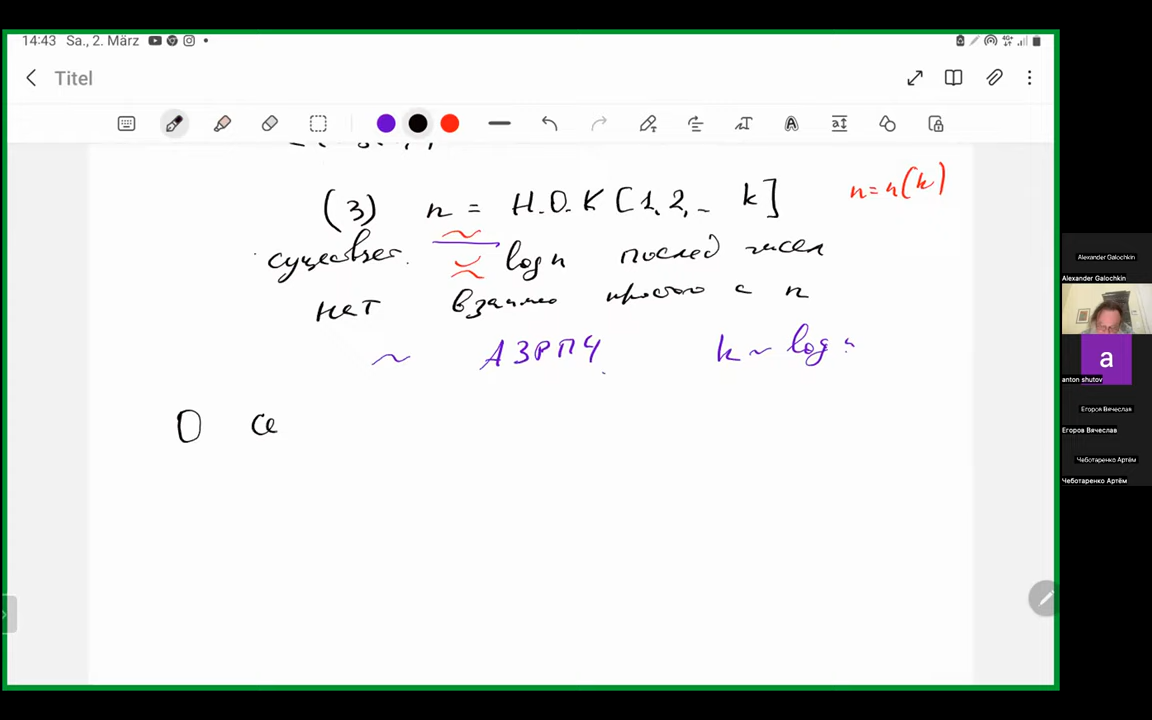 14:43 Sa., 2. März
Titel
(3) n = Н.О.К [1, 2, .. k]
n = n(k)
существ. ≍ log n послед чисел
нет взаимно простого с n
~ АЗРПЧ k ~ log n
О се
Alexander Galochkin
Alexander Galochkin
a
anton shutov
Егоров Вячеслав
Егоров Вячеслав
Чеботаренко Артём
Чеботаренко Артём